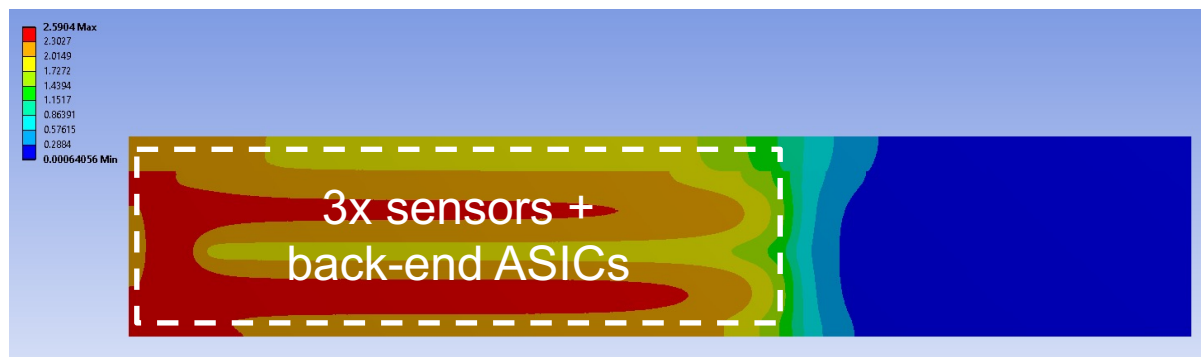 2.5904 Max
2.3027
2.0149
1.7272
1.4394
1.1517
0.86391
0.57615
0.2884
0.00064056 Min
3x sensors +
back-end ASICs